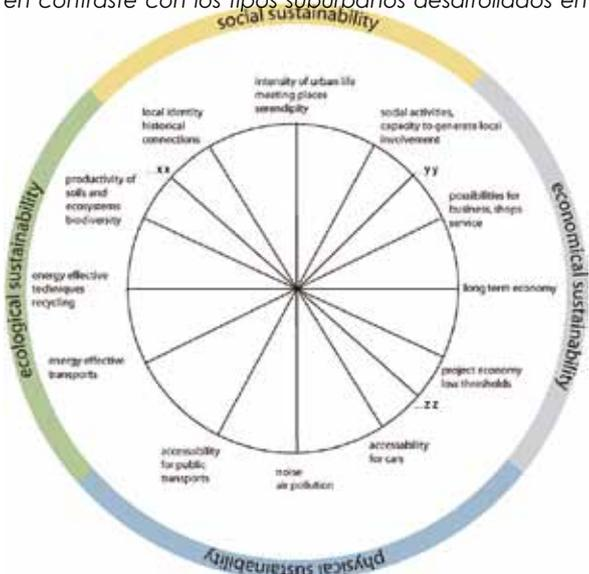 en contraste con los tipos suburbanos desarrollados en
social sustainability
intensity of urban life
meeting places
serendipity
local identity
historical
connections
social activities,
capacity to generate local
involvement
...xx
yy
productivity of
soils and
ecosystems
biodiversity
possibilities for
business, shops
service
ecological sustainability
economical sustainability
energy effective
techniques
recycling
long term economy
energy effective
transports
project economy
low thresholds
...zz
accessability
for public
transports
noise
air pollution
accessability
for cars
physical sustainability